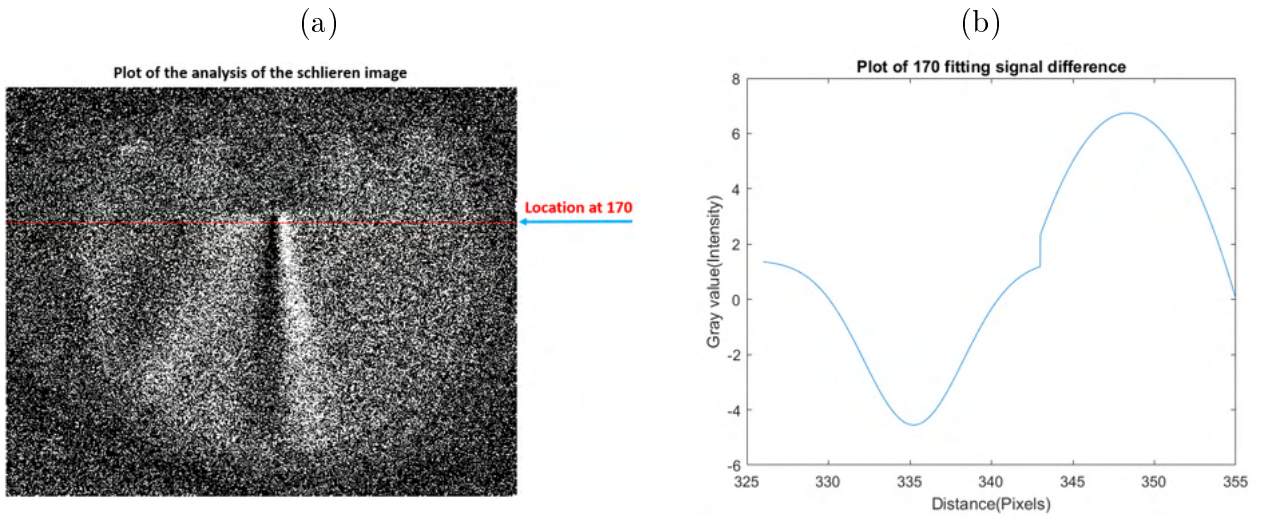 (a)
Plot of the analysis of the schlieren image
Location at 170
(b)
Plot of 170 fitting signal difference
8
6
4
2
0
-2
-4
-6
Gray value(Intensity)
325 330 335 340 345 350 355
Distance(Pixels)